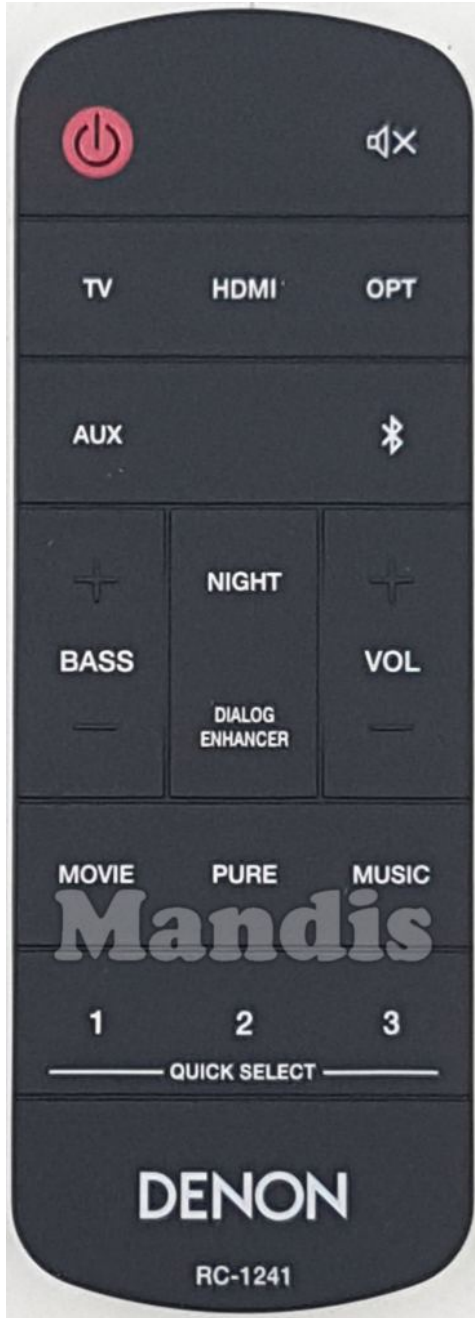 TV HDMI OPT
AUX
+ NIGHT +
BASS VOL
DIALOG
ENHANCER
- -
MOVIE PURE MUSIC
Mandis
1 2 3
QUICK SELECT
DENON
RC-1241